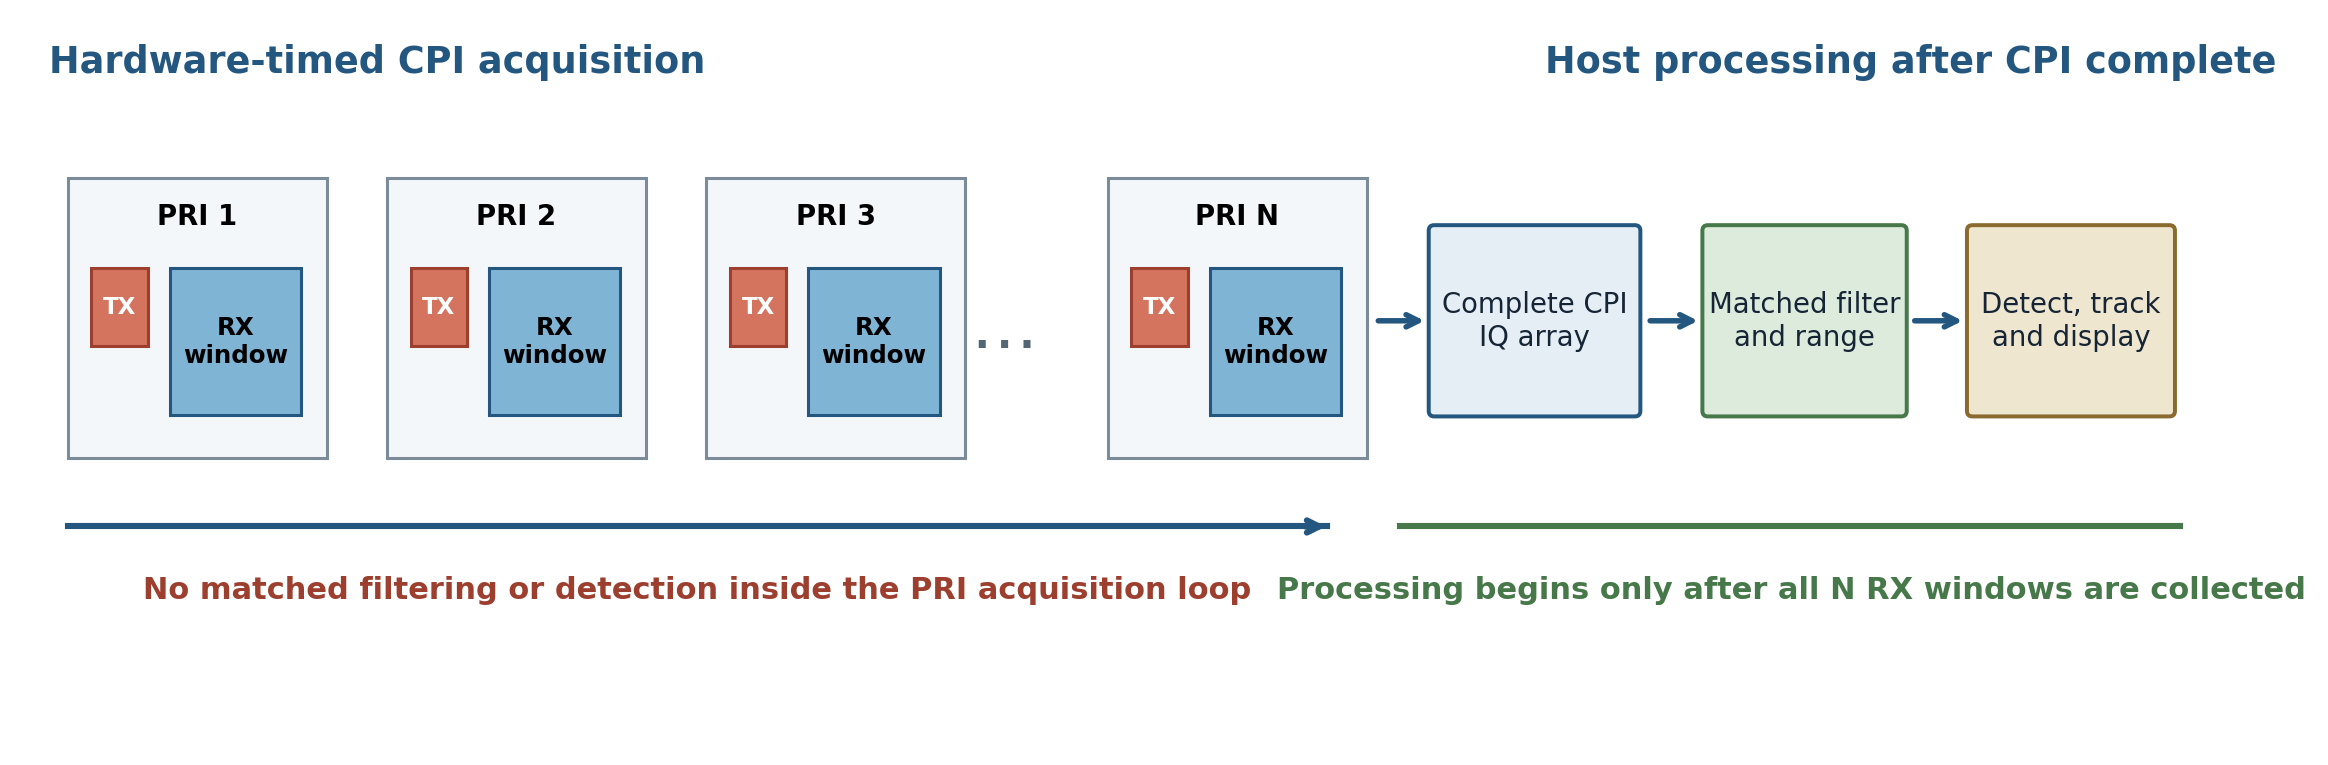 Hardware-timed CPI acquisition
Host processing after CPI complete
PRI 1
TX
RX
window
PRI 2
TX
RX
window
PRI 3
TX
RX
window
...
PRI N
TX
RX
window
Complete CPI
IQ array
Matched filter
and range
Detect, track
and display
No matched filtering or detection inside the PRI acquisition loop
Processing begins only after all N RX windows are collected